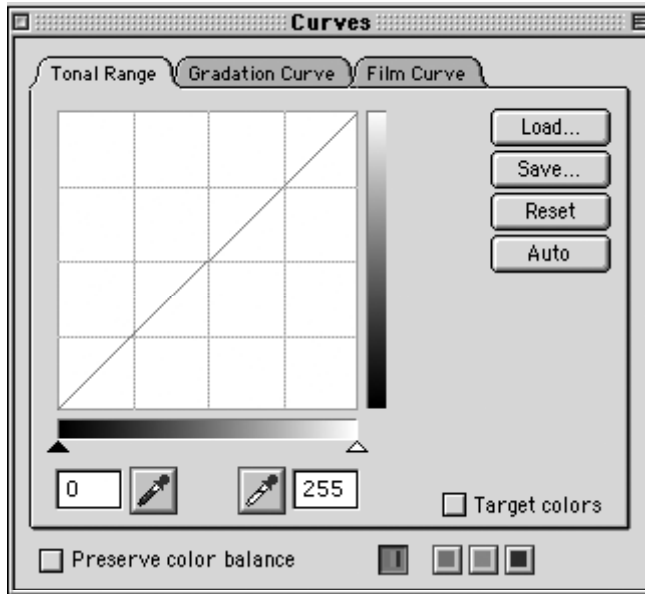 Curves
Tonal Range Gradation Curve Film Curve
Load...
Save...
Reset
Auto
0 255
Target colors
Preserve color balance